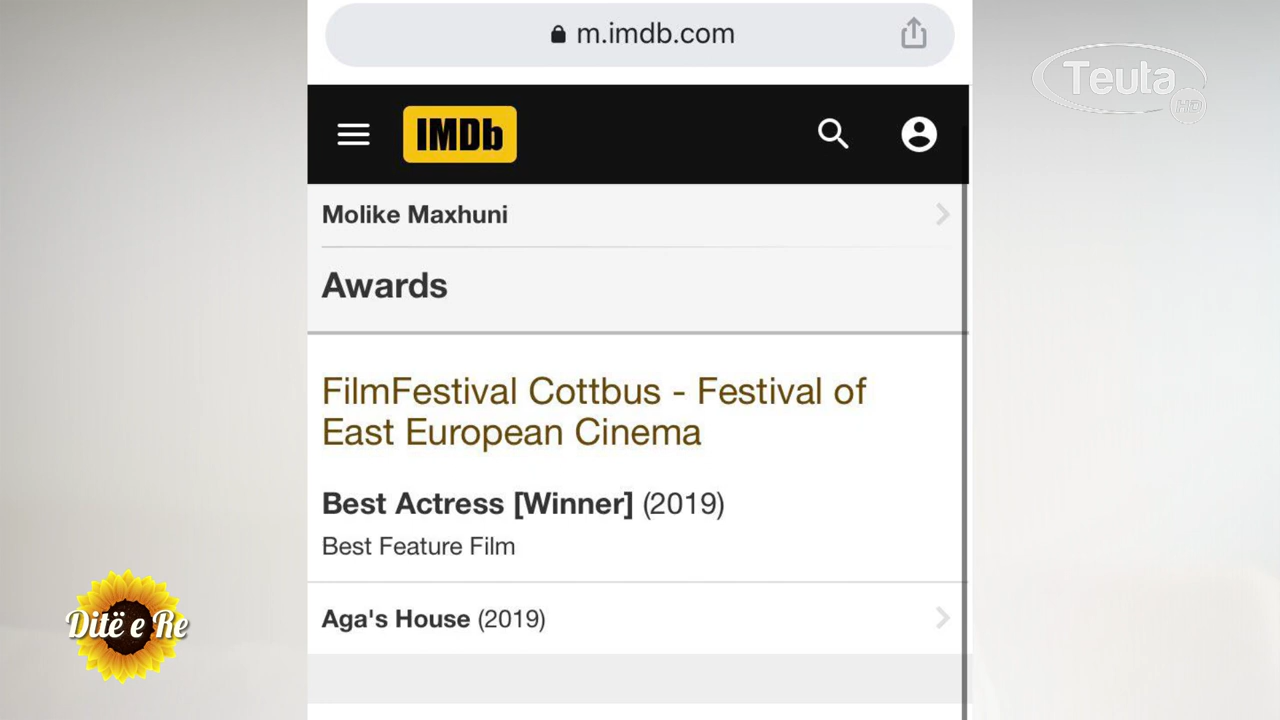 m.imdb.com
Teuta
HD
IMDb
Molike Maxhuni
Awards
FilmFestival Cottbus - Festival of
East European Cinema
Best Actress [Winner] (2019)
Best Feature Film
Aga's House (2019)
Ditë e Re